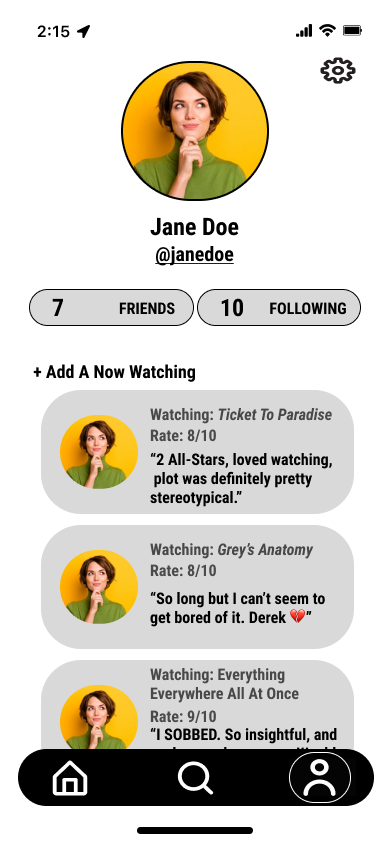 2:15
Jane Doe
@janedoe
7 FRIENDS 10 FOLLOWING
+ Add A Now Watching
Watching: Ticket To Paradise
Rate: 8/10
“2 All-Stars, loved watching,
plot was definitely pretty
stereotypical.”
Watching: Grey's Anatomy
Rate: 8/10
“So long but I can’t seem to
get bored of it. Derek 💔”
Watching: Everything
Everywhere All At Once
Rate: 9/10
“I SOBBED. So insightful, and